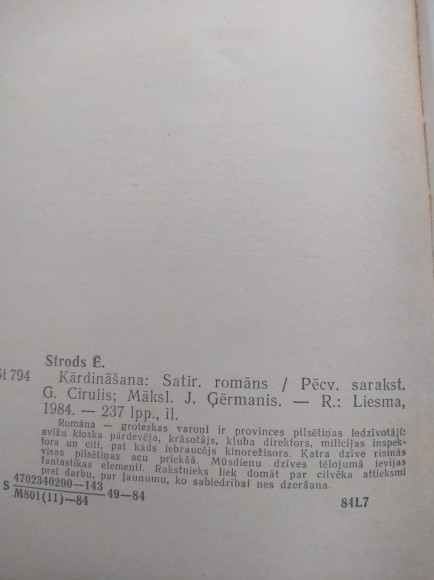 Strods Ē.
St 794
Kārdināšana: Satīr. romāns / Pēcv. sarakst.
G. Cīrulis; Māksl. J. Ģērmanis. — R.: Liesma,
1984. — 237 lpp., il.
Romāna — groteskas varoņi ir provinces pilsētiņas iedzīvotāji:
avīžu kioska pārdevēja, krāsotājs, kluba direktors, milicijas inspek-
tors un citi, pat kāds iebraucējs kinorežisors. Katra dzīve risinās
visas pilsētiņas acu priekšā. Mūsdienu dzīves tēlojumā ievijas
fantastikas elementi. Rakstnieks liek domāt par cilvēka attieksmi
pret darbu, par ļaunumu, ko sabiedrībai nes dzeršana.
S 4702340200—143
M801(11)—84 49—84
84L7